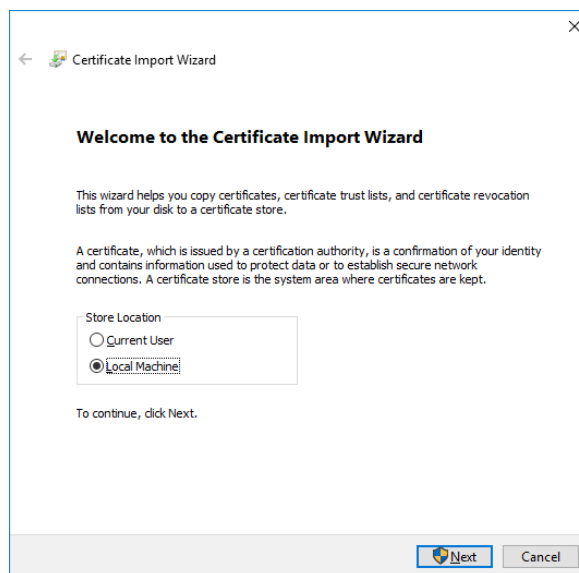 Certificate Import Wizard
Welcome to the Certificate Import Wizard
This wizard helps you copy certificates, certificate trust lists, and certificate revocation
lists from your disk to a certificate store.
A certificate, which is issued by a certification authority, is a confirmation of your identity
and contains information used to protect data or to establish secure network
connections. A certificate store is the system area where certificates are kept.
Store Location
Current User
Local Machine
To continue, click Next.
Next
Cancel